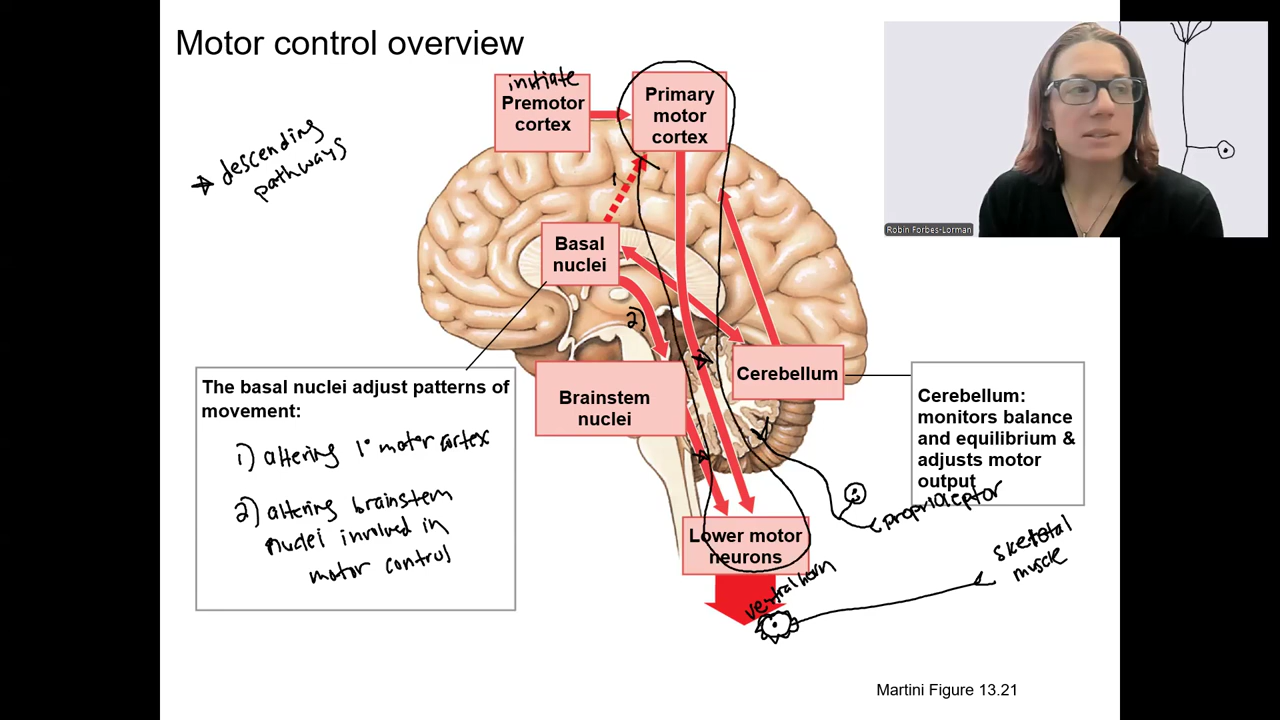 Motor control overview
initiate
Premotor
cortex
Primary
motor
cortex
Robin Forbes-Lorman
→ descending
pathways
1)
Basal
nuclei
2)
Brainstem
nuclei
Cerebellum
The basal nuclei adjust patterns of
movement:
1) altering 1° motor cortex
2) altering brainstem
nuclei involved in
motor control
Cerebellum:
monitors balance
and equilibrium &
adjusts motor
output
proprioceptor
Lower motor
neurons
ventral horn
skeletal
muscle
Martini Figure 13.21